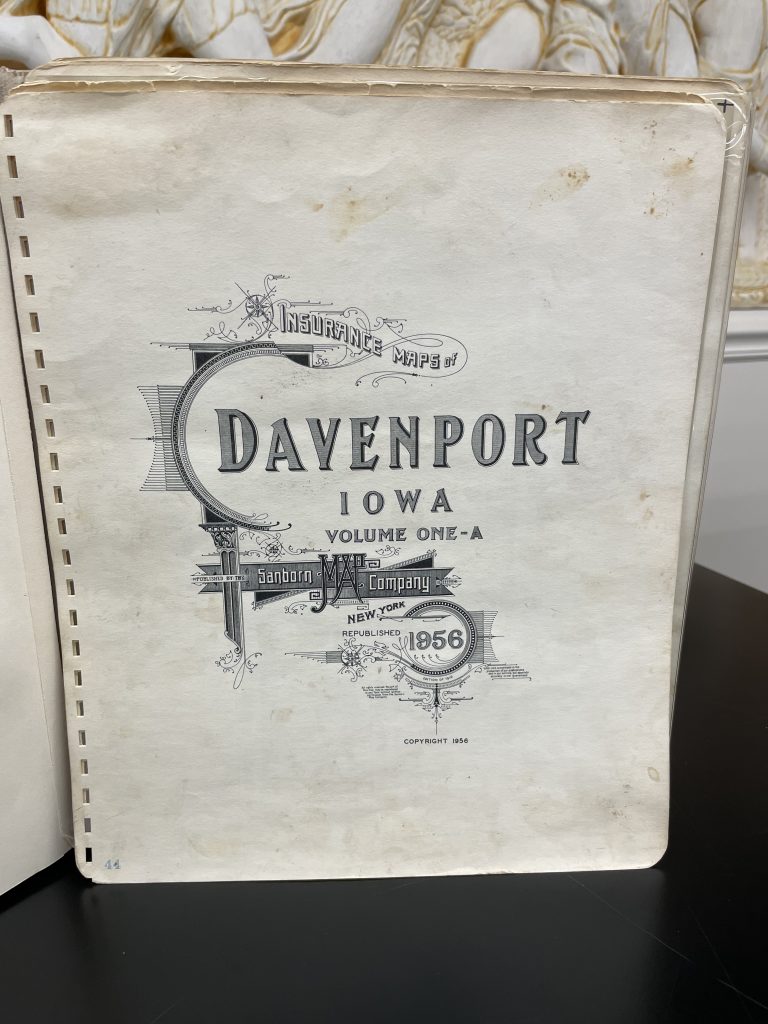 INSURANCE MAPS of
DAVENPORT
IOWA
VOLUME ONE-A
PUBLISHED BY THE
Sanborn MAP Company
NEW YORK
REPUBLISHED
1956
COPYRIGHT 1956
44